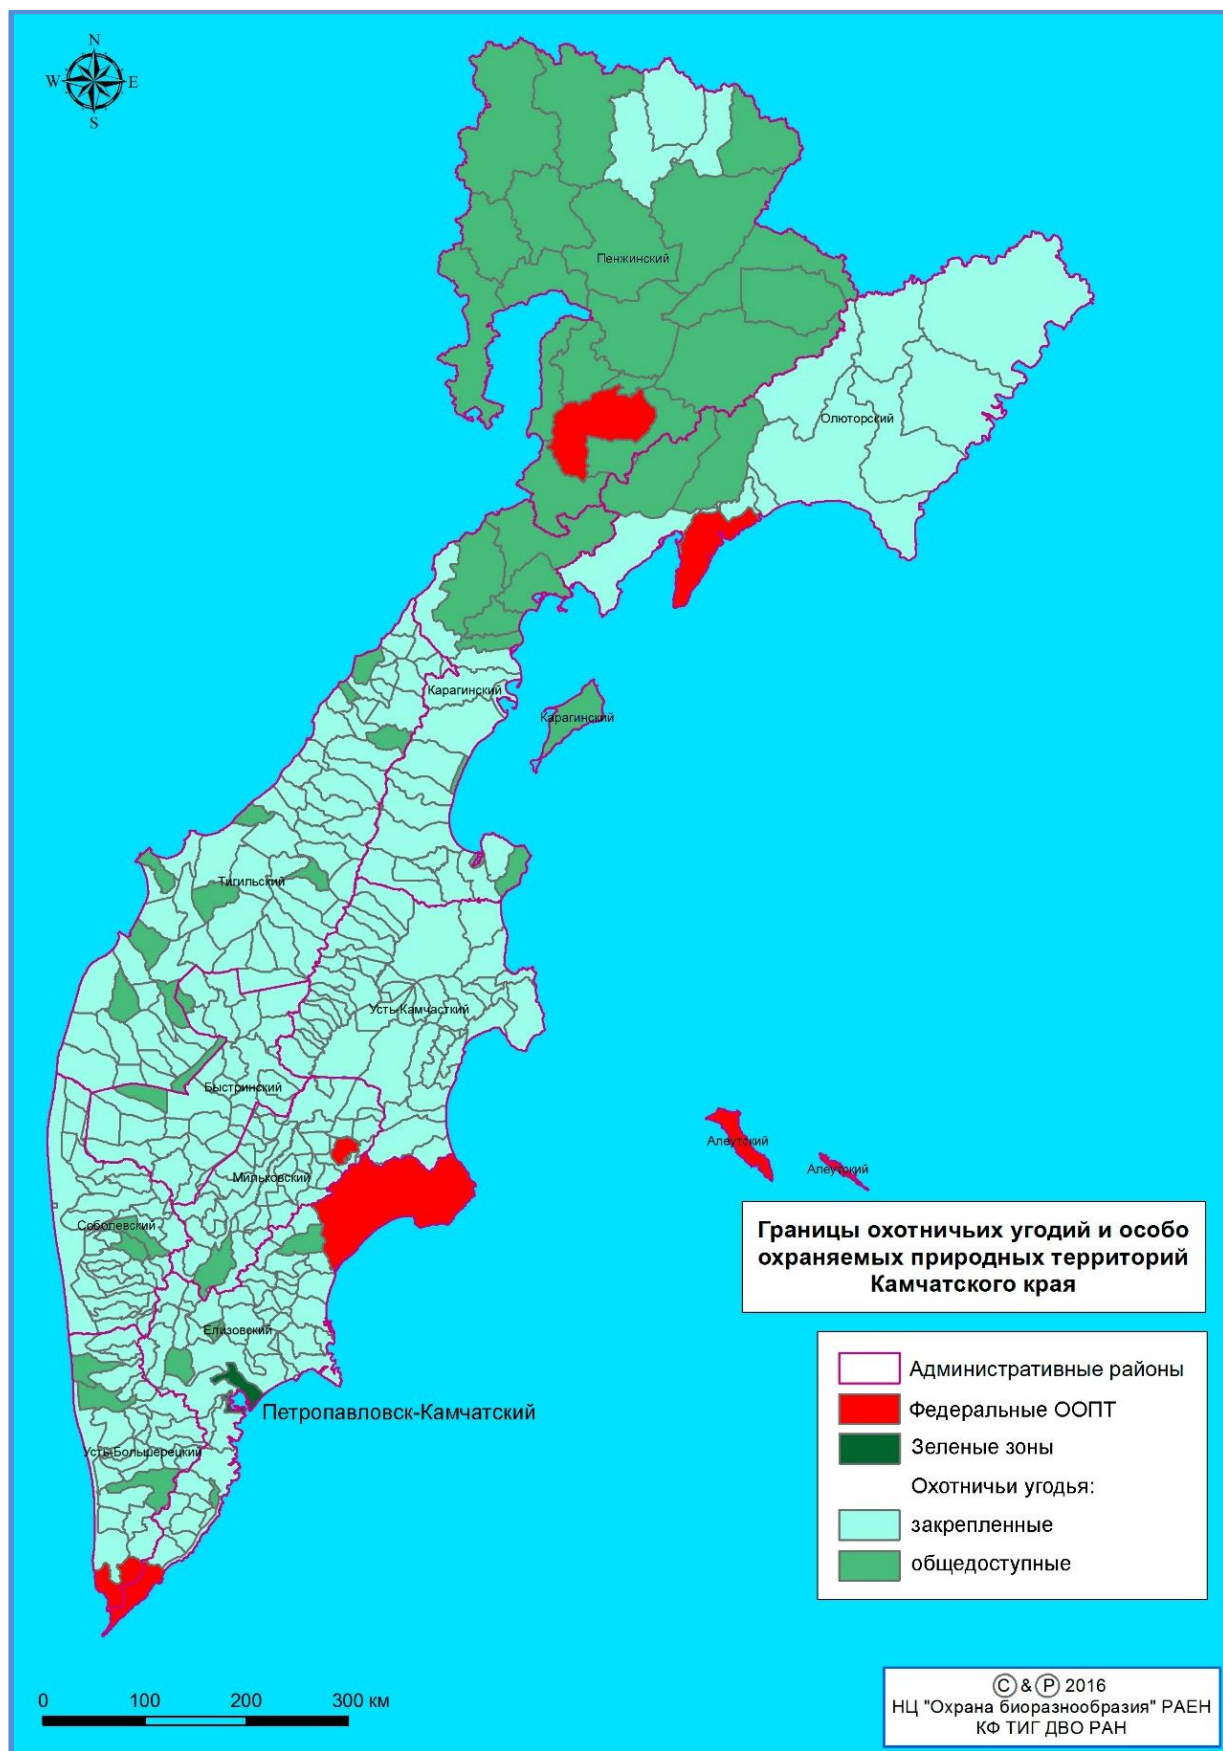 N
W E
S
Пенжинский
Олюторский
Карагинский
Карагинский
Тигильский
Усть-Камчасткий
Быстринский
Алеутский
Алеутский
Мильковский
Соболевский
Границы охотничьих угодий и особо
охраняемых природных территорий
Камчатского края
Елизовский
Административные районы
Петропавловск-Камчатский
Федеральные ООПТ
Зеленые зоны
Усть-Большерецкий
Охотничьи угодья:
закрепленные
общедоступные
0 100 200 300 км
© & ℗ 2016
НЦ "Охрана биоразнообразия" РАЕН
КФ ТИГ ДВО РАН